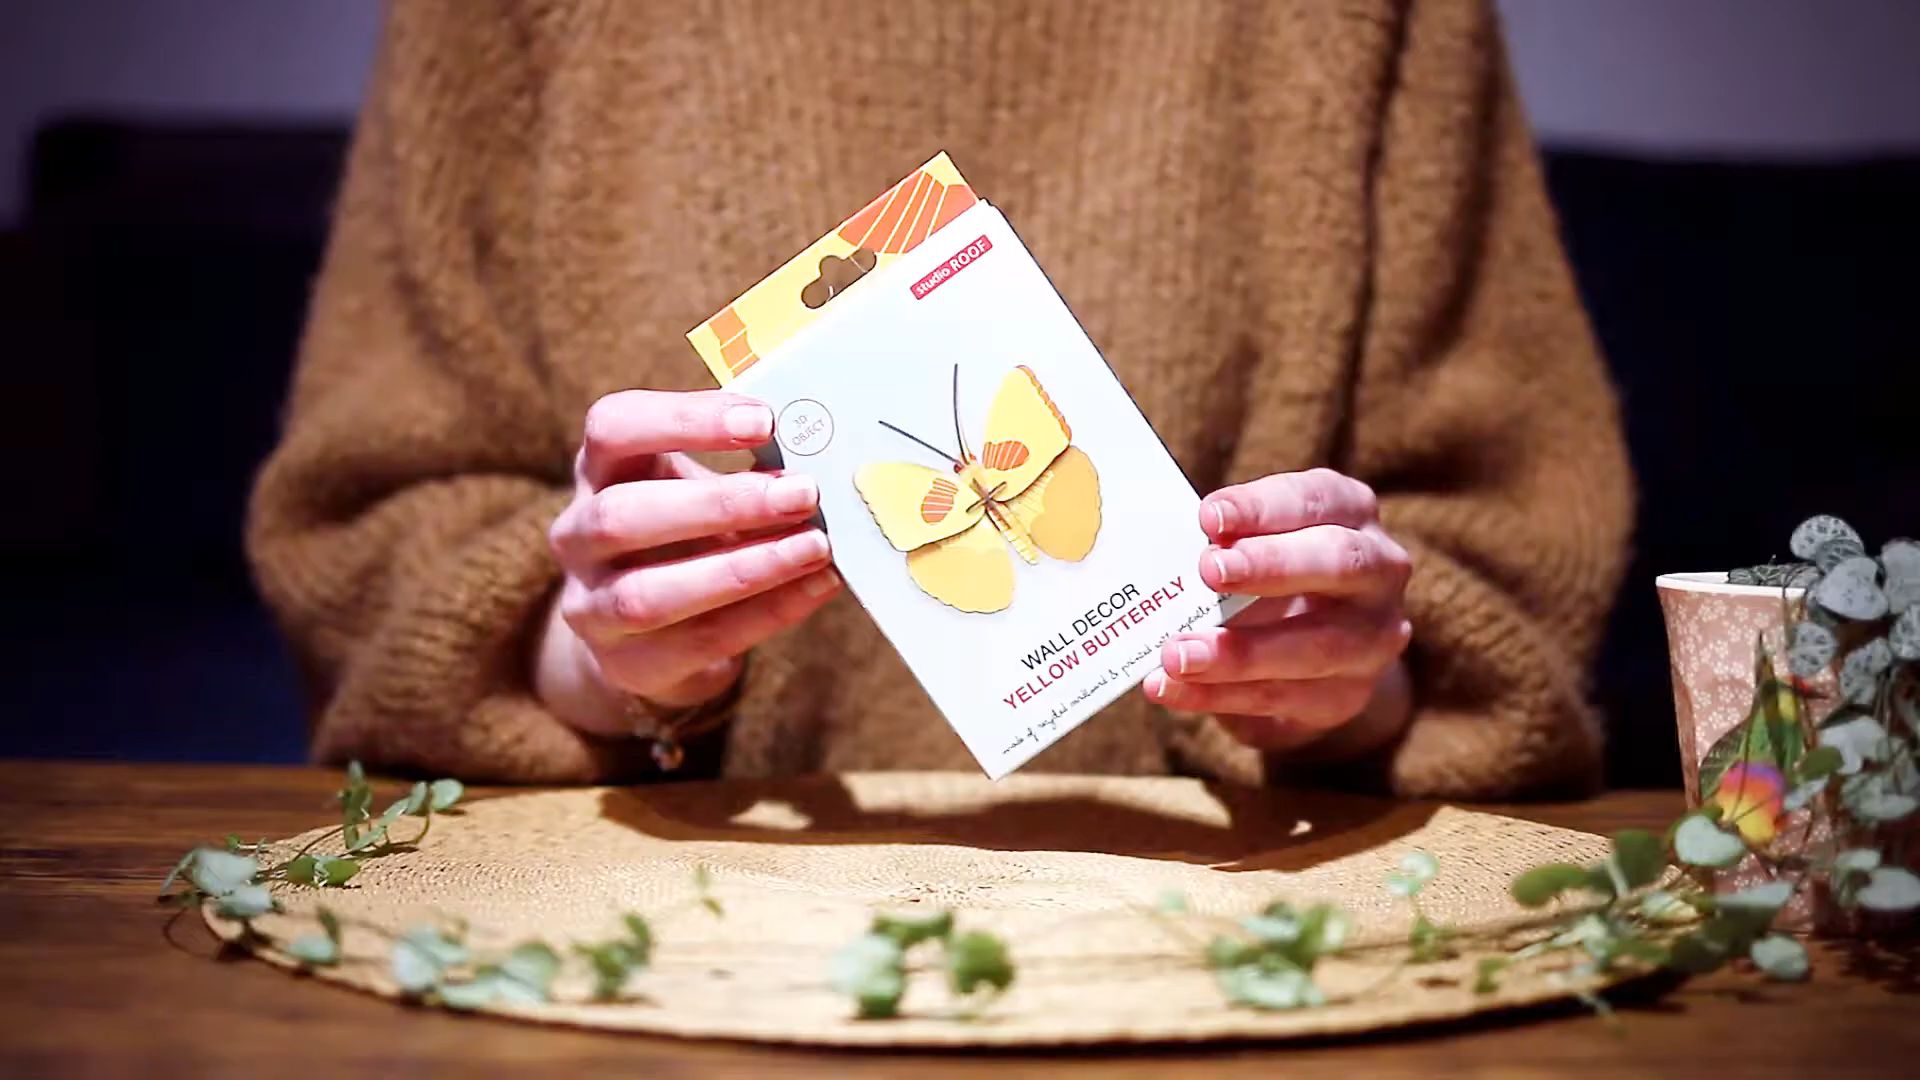 studio ROOF
3D
OBJECT
WALL DECOR
YELLOW BUTTERFLY
made of recycled cardboard & printed with vegetable